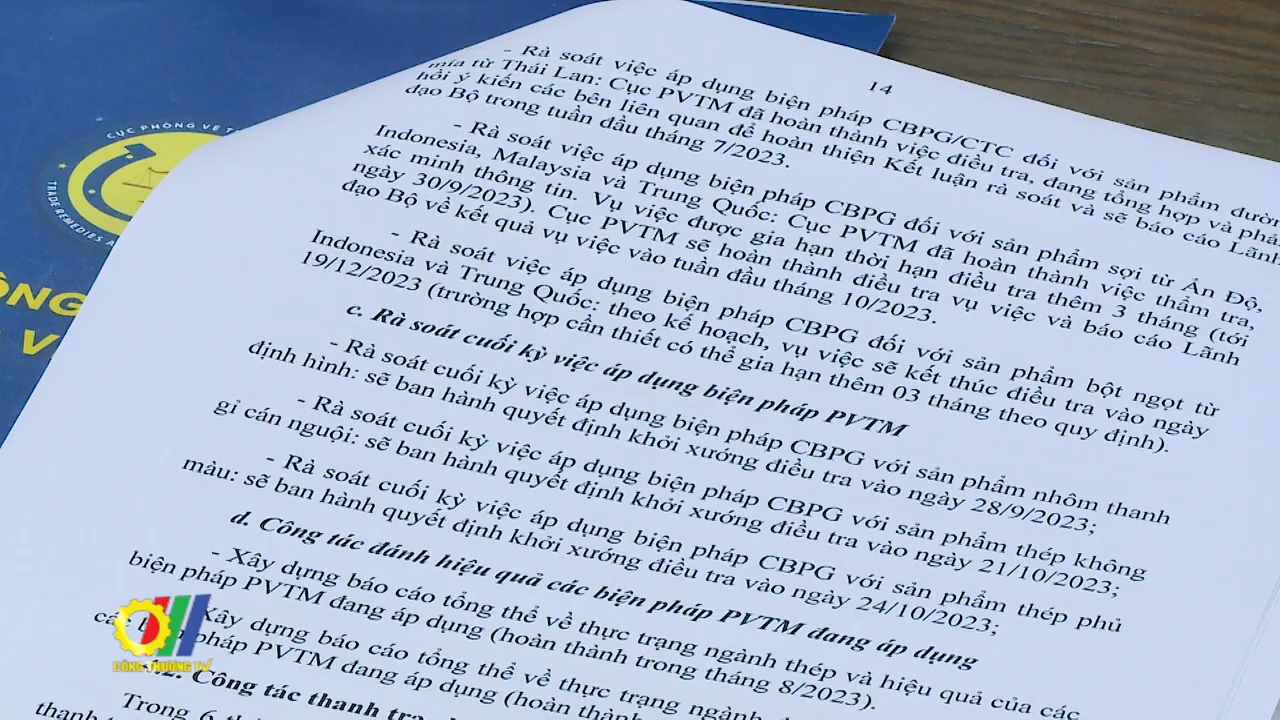 14
- Rà soát việc áp dụng biện pháp CBPG/CTC đối với sản phẩm đường
mía từ Thái Lan: Cục PVTM đã hoàn thành việc điều tra, đang tổng hợp và phản
hồi ý kiến các bên liên quan để hoàn thiện Kết luận rà soát và sẽ báo cáo Lãnh
đạo Bộ trong tuần đầu tháng 7/2023.
- Rà soát việc áp dụng biện pháp CBPG đối với sản phẩm sợi từ Ấn Độ,
Indonesia, Malaysia và Trung Quốc: Cục PVTM đã hoàn thành việc thẩm tra,
xác minh thông tin. Vụ việc được gia hạn thời hạn điều tra thêm 3 tháng (tới
ngày 30/9/2023). Cục PVTM sẽ hoàn thành điều tra vụ việc và báo cáo Lãnh
đạo Bộ về kết quả vụ việc vào tuần đầu tháng 10/2023.
- Rà soát việc áp dụng biện pháp CBPG đối với sản phẩm bột ngọt từ
Indonesia và Trung Quốc: theo kế hoạch, vụ việc sẽ kết thúc điều tra vào ngày
19/12/2023 (trường hợp cần thiết có thể gia hạn thêm 03 tháng theo quy định).
c. Rà soát cuối kỳ việc áp dụng biện pháp PVTM
- Rà soát cuối kỳ việc áp dụng biện pháp CBPG với sản phẩm nhôm thanh
định hình: sẽ ban hành quyết định khởi xướng điều tra vào ngày 28/9/2023;
- Rà soát cuối kỳ việc áp dụng biện pháp CBPG với sản phẩm thép không
gỉ cán nguội: sẽ ban hành quyết định khởi xướng điều tra vào ngày 21/10/2023;
- Rà soát cuối kỳ việc áp dụng biện pháp CBPG với sản phẩm thép phủ
màu: sẽ ban hành quyết định khởi xướng điều tra vào ngày 24/10/2023;
d. Công tác đánh hiệu quả các biện pháp PVTM đang áp dụng
- Xây dựng báo cáo tổng thể về thực trạng ngành thép và hiệu quả của các
biện pháp PVTM đang áp dụng (hoàn thành trong tháng 8/2023).
Xây dựng báo cáo tổng thể về thực trạng ngành
pháp PVTM đang áp dụng (hoàn thành
Công tác thanh tra
Trong 6
thanh
CỤC PHÒNG VỆ
TRADE REMEDIES
CÔNG THƯƠNG TV